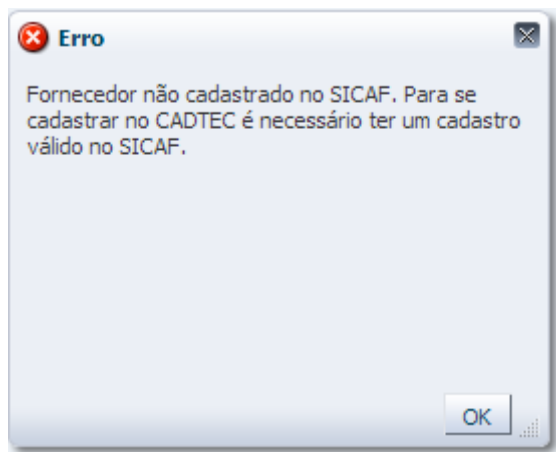 Erro
Fornecedor não cadastrado no SICAF. Para se
cadastrar no CADTEC é necessário ter um cadastro
válido no SICAF.
OK